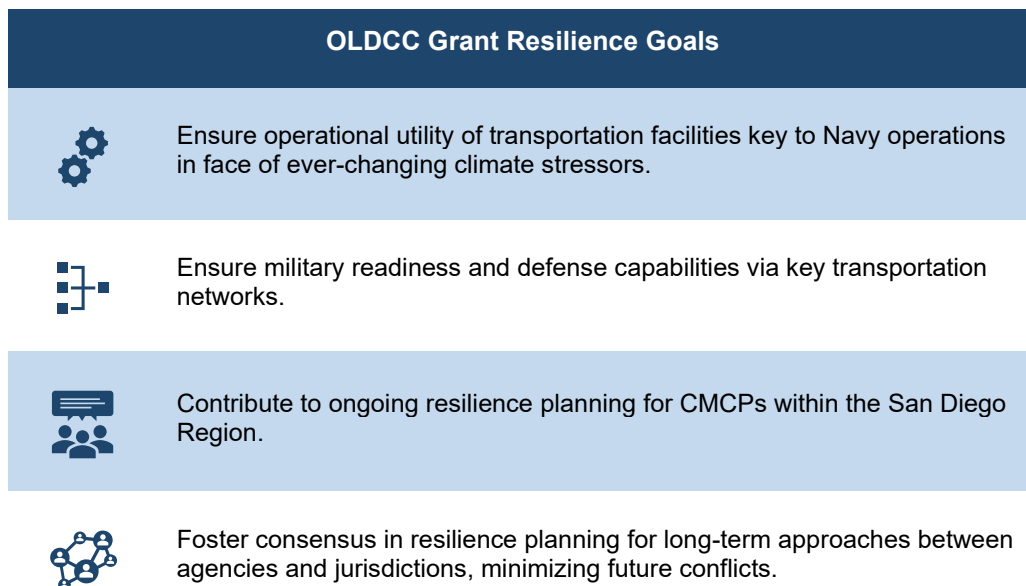 OLDCC Grant Resilience Goals
Ensure operational utility of transportation facilities key to Navy operations
in face of ever-changing climate stressors.
Ensure military readiness and defense capabilities via key transportation
networks.
Contribute to ongoing resilience planning for CMCPs within the San Diego
Region.
Foster consensus in resilience planning for long-term approaches between
agencies and jurisdictions, minimizing future conflicts.